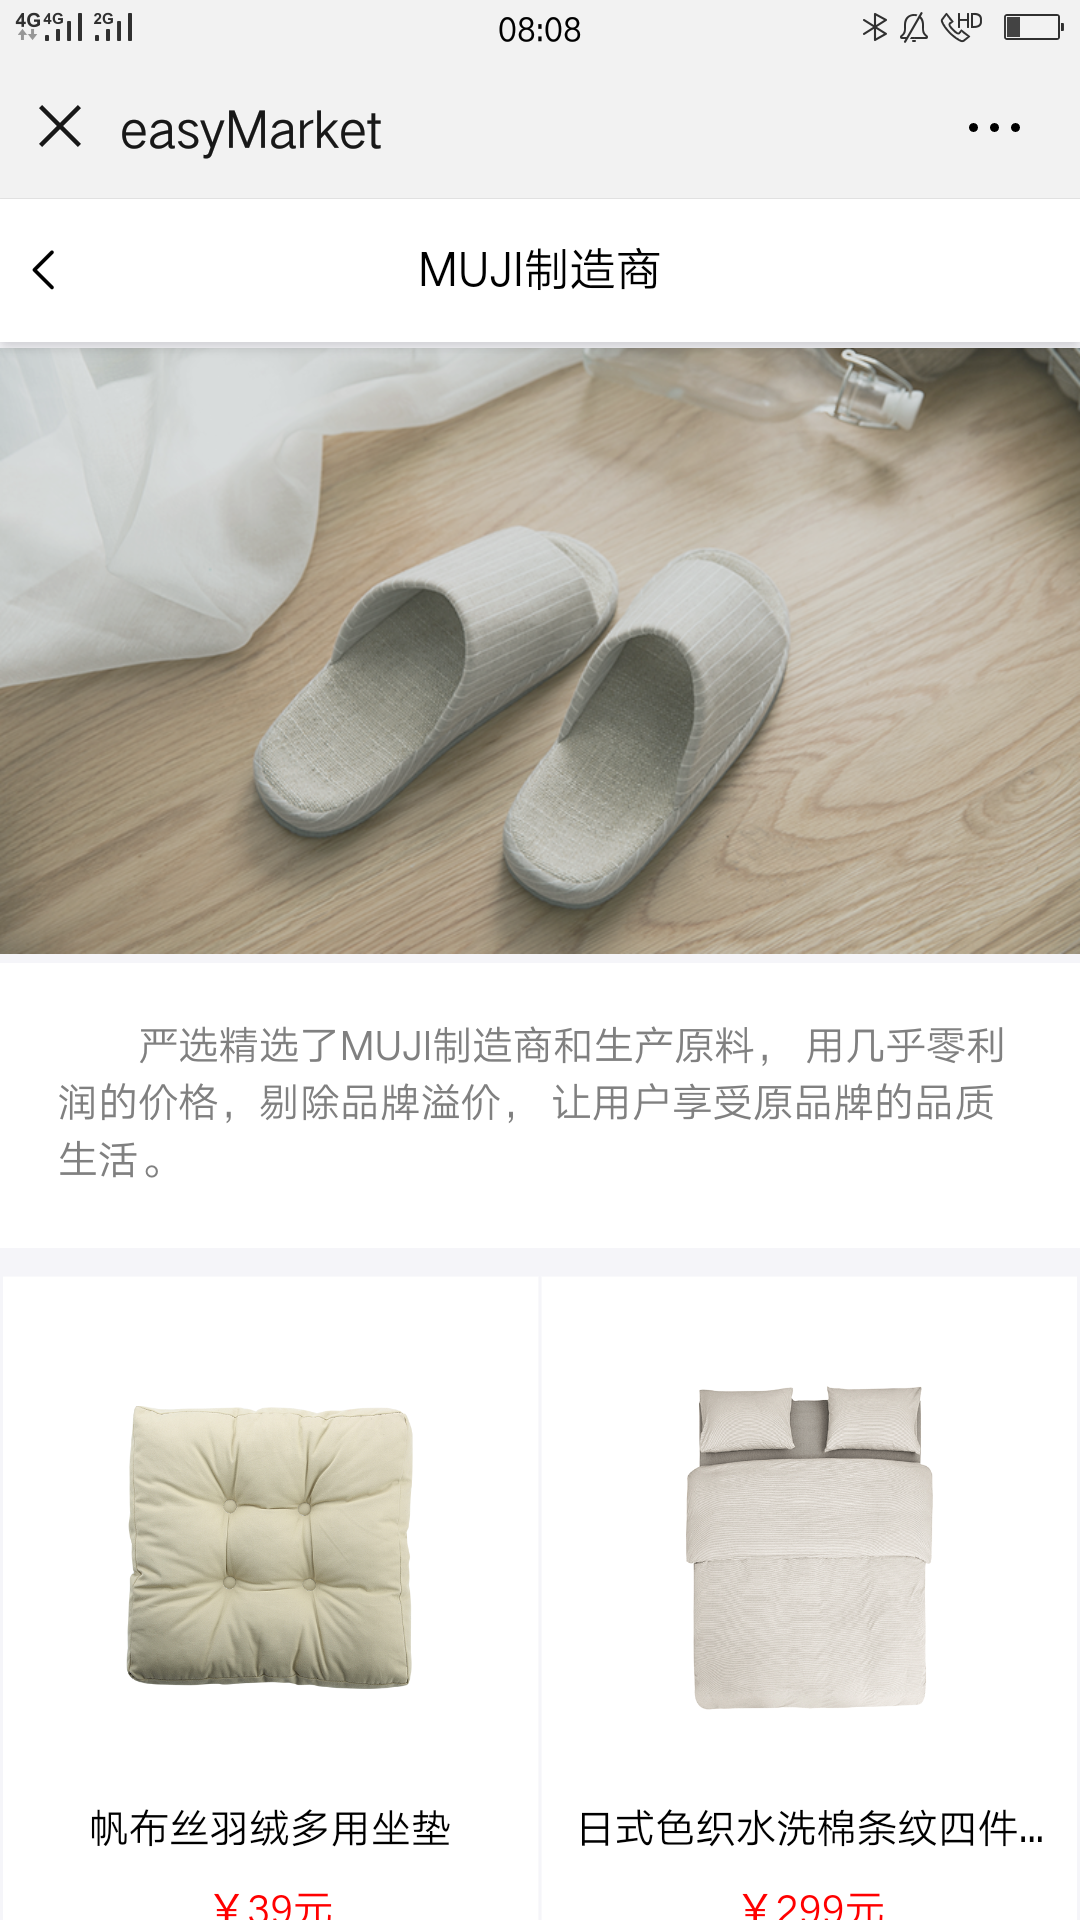 4G 4G 2G 08:08 HD
easyMarket
MUJI制造商
严选精选了MUJI制造商和生产原料， 用几乎零利
润的价格，剔除品牌溢价， 让用户享受原品牌的品质
生活。
帆布丝羽绒多用坐垫 日式色织水洗棉条纹四件...
￥39元 ￥299元